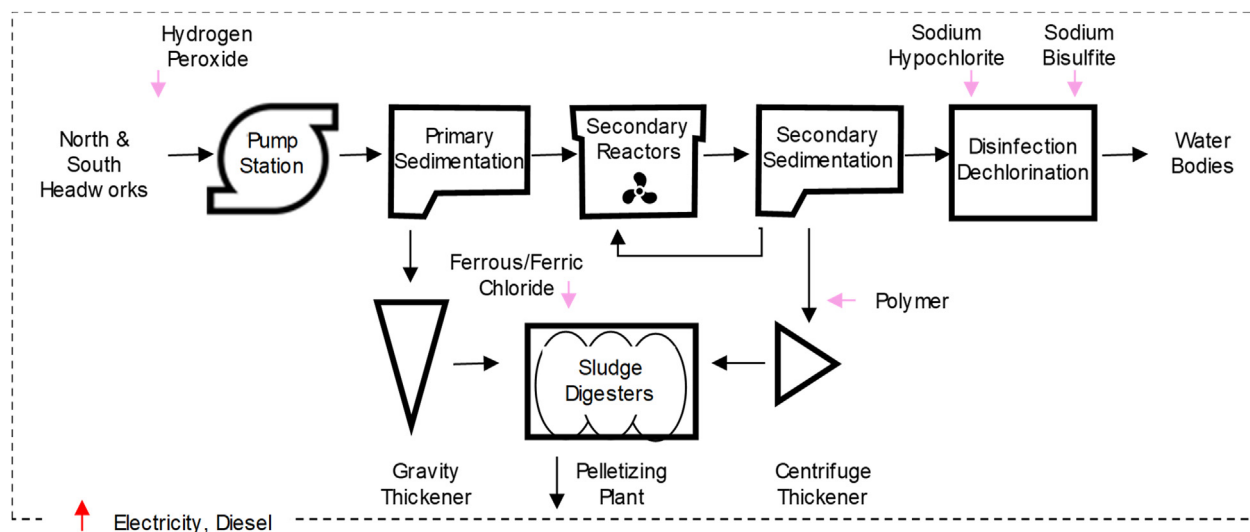 Hydrogen
Peroxide
Sodium
Hypochlorite
Sodium
Bisulfite
North &
South
Headworks
Pump
Station
Primary
Sedimentation
Secondary
Reactors
Secondary
Sedimentation
Disinfection
Dechlorination
Water
Bodies
Ferrous/Ferric
Chloride
Polymer
Sludge
Digesters
Gravity
Thickener
Pelletizing
Plant
Centrifuge
Thickener
Electricity, Diesel